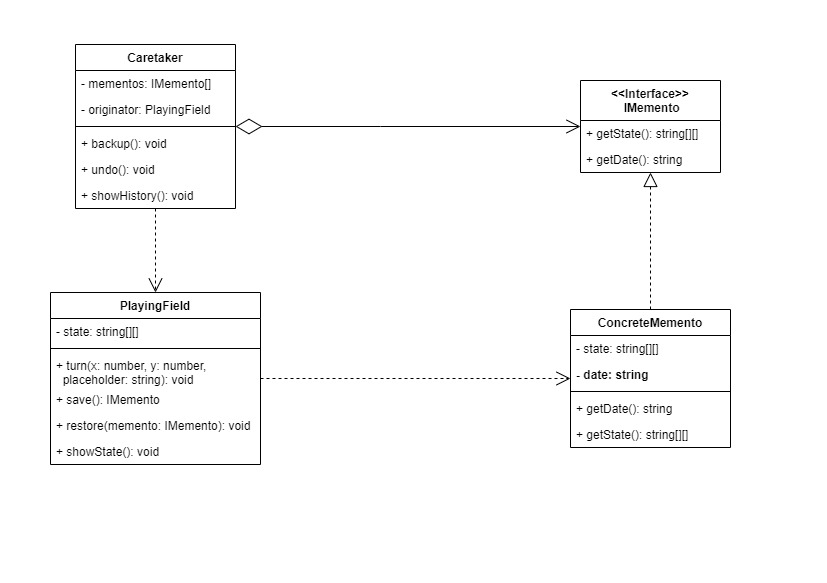 Caretaker
- mementos: IMemento[]
- originator: PlayingField
+ backup(): void
+ undo(): void
+ showHistory(): void
<<Interface>>
IMemento
+ getState(): string[][]
+ getDate(): string
PlayingField
- state: string[][]
+ turn(x: number, y: number,
placeholder: string): void
+ save(): IMemento
+ restore(memento: IMemento): void
+ showState(): void
ConcreteMemento
- state: string[][]
- date: string
+ getDate(): string
+ getState(): string[][]